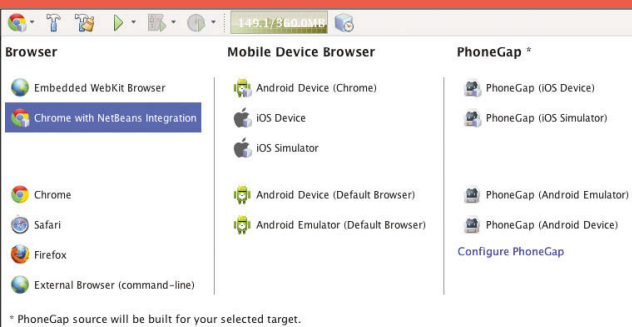 149.1/360.0MB
Browser
Embedded WebKit Browser
Chrome with NetBeans Integration
Chrome
Safari
Firefox
External Browser (command-line)
Mobile Device Browser
Android Device (Chrome)
iOS Device
iOS Simulator
Android Device (Default Browser)
Android Emulator (Default Browser)
PhoneGap *
PhoneGap (iOS Device)
PhoneGap (iOS Simulator)
PhoneGap (Android Emulator)
PhoneGap (Android Device)
Configure PhoneGap
* PhoneGap source will be built for your selected target.